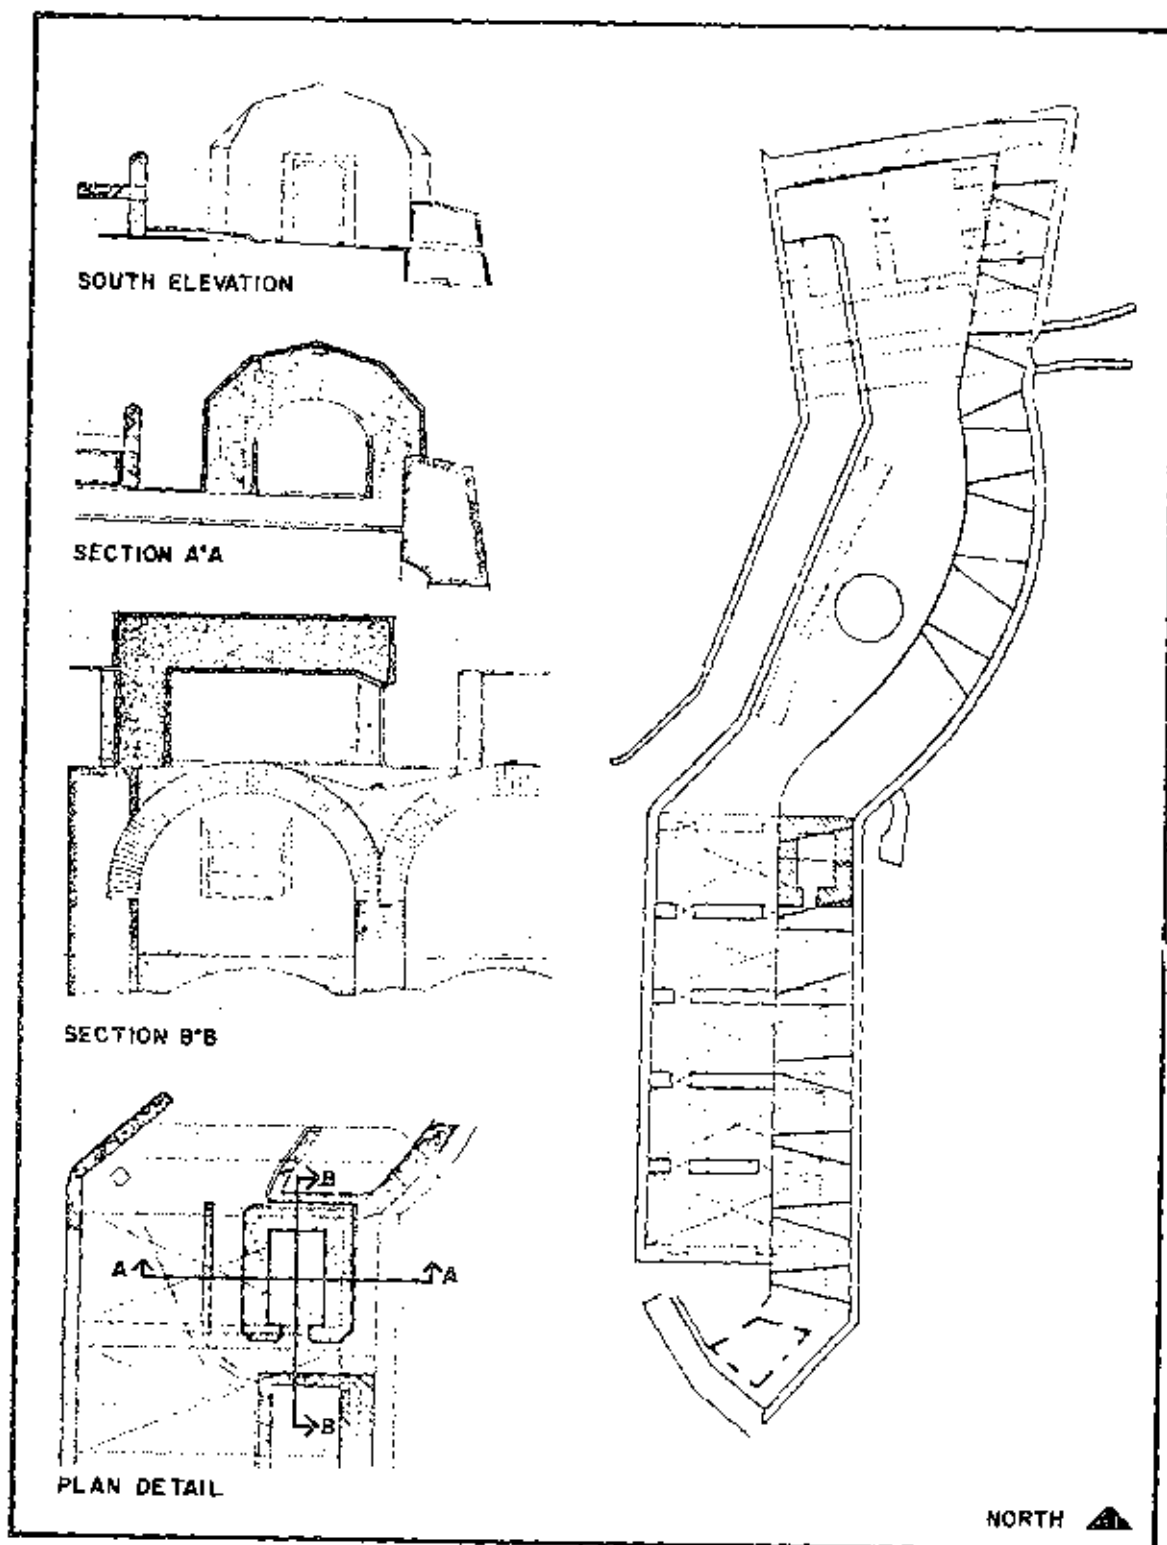 SOUTH ELEVATION
SECTION A'A
SECTION B'B
B
A
A
B
PLAN DETAIL
NORTH